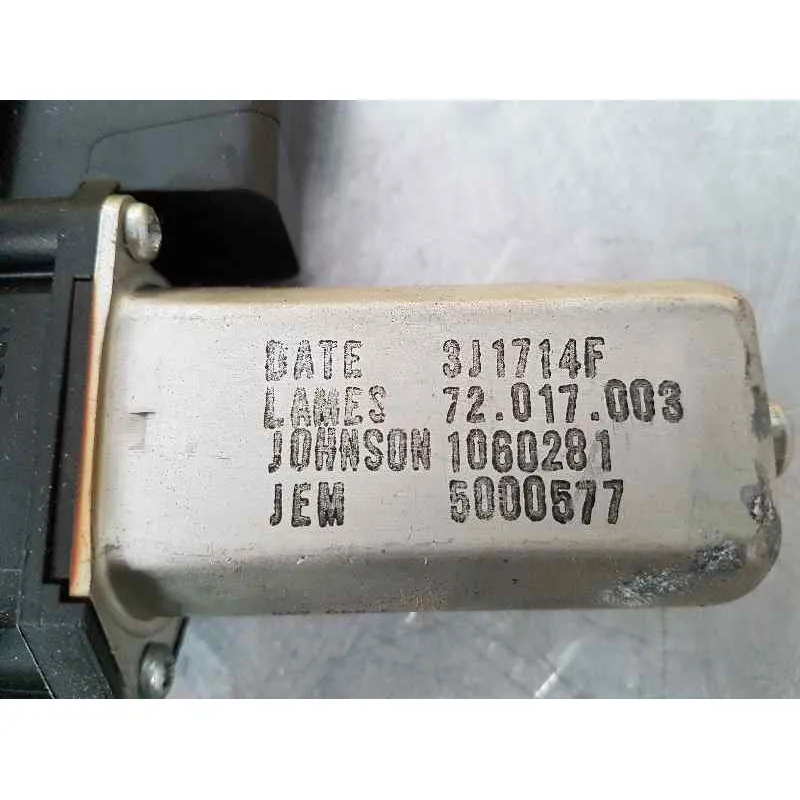 DATE 3J1714F
LAMES 72.017.003
JOHNSON 1060281
JEM 5000577